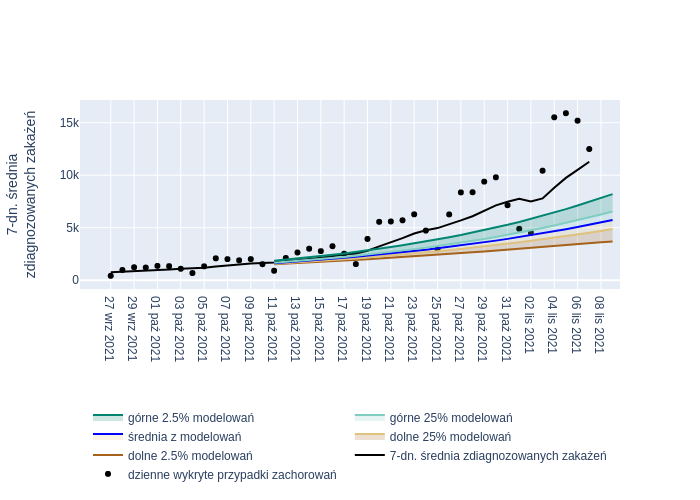 7-dn. średnia
zdiagnozowanych zakażeń
15k
10k
5k
0
27 wrz 2021
29 wrz 2021
01 paź 2021
03 paź 2021
05 paź 2021
07 paź 2021
09 paź 2021
11 paź 2021
13 paź 2021
15 paź 2021
17 paź 2021
19 paź 2021
21 paź 2021
23 paź 2021
25 paź 2021
27 paź 2021
29 paź 2021
31 paź 2021
02 lis 2021
04 lis 2021
06 lis 2021
08 lis 2021
górne 2.5% modelowań
górne 25% modelowań
średnia z modelowań
dolne 25% modelowań
dolne 2.5% modelowań
7-dn. średnia zdiagnozowanych zakażeń
dzienne wykryte przypadki zachorowań